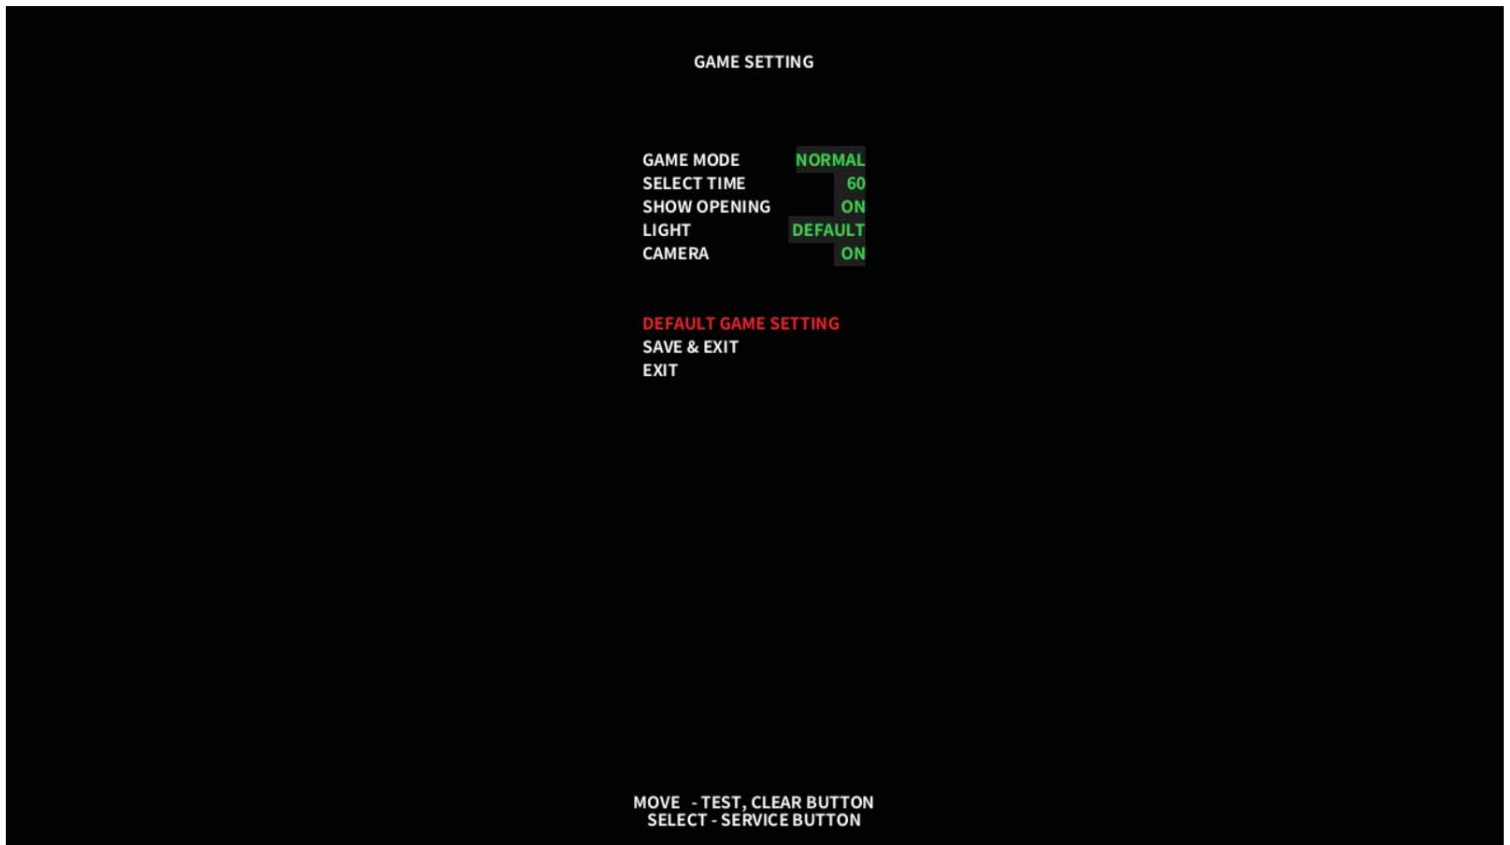 GAME SETTING
GAME MODE NORMAL
SELECT TIME 60
SHOW OPENING ON
LIGHT DEFAULT
CAMERA ON
DEFAULT GAME SETTING
SAVE & EXIT
EXIT
MOVE - TEST, CLEAR BUTTON
SELECT - SERVICE BUTTON